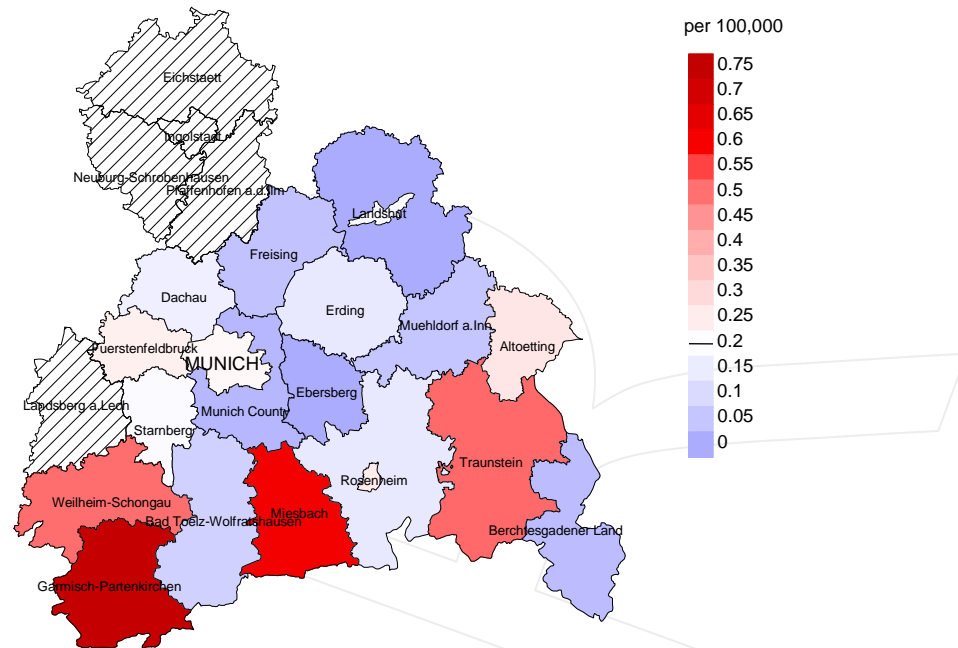 per 100,000
0.75
0.7
0.65
0.6
0.55
0.5
0.45
0.4
0.35
0.3
0.25
0.2
0.15
0.1
0.05
0
Eichstaett
Ingolstadt
Neuburg-Schrobenhausen
Pfaffenhofen a.d.Ilm
Landshut
Freising
Dachau
Erding
Muehldorf a.Inn
Altoetting
Fuerstenfeldbruck
MUNICH
Ebersberg
Landsberg a.Lech
Munich County
Starnberg
Traunstein
Rosenheim
Weilheim-Schongau
Miesbach
Bad Toelz-Wolfratshausen
Berchtesgadener Land
Garmisch-Partenkirchen